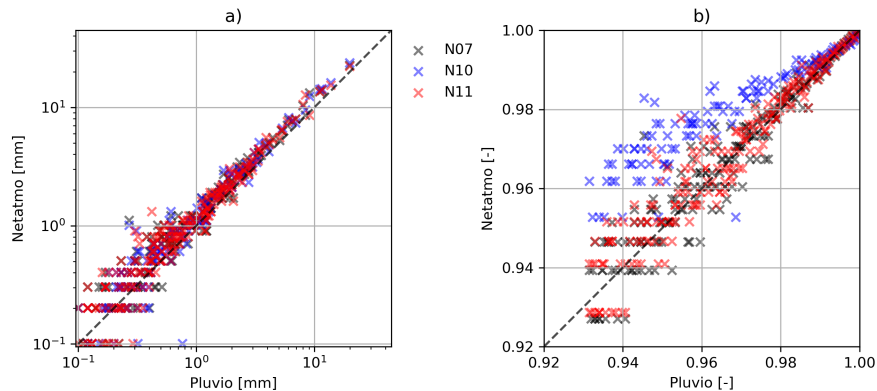 a)
b)
Netatmo [mm]
10¹
10⁰
10⁻¹
10⁻¹ 10⁰ 10¹
Pluvio [mm]
N07
N10
N11
Netatmo [-]
1.00
0.98
0.96
0.94
0.92
0.92 0.94 0.96 0.98 1.00
Pluvio [-]